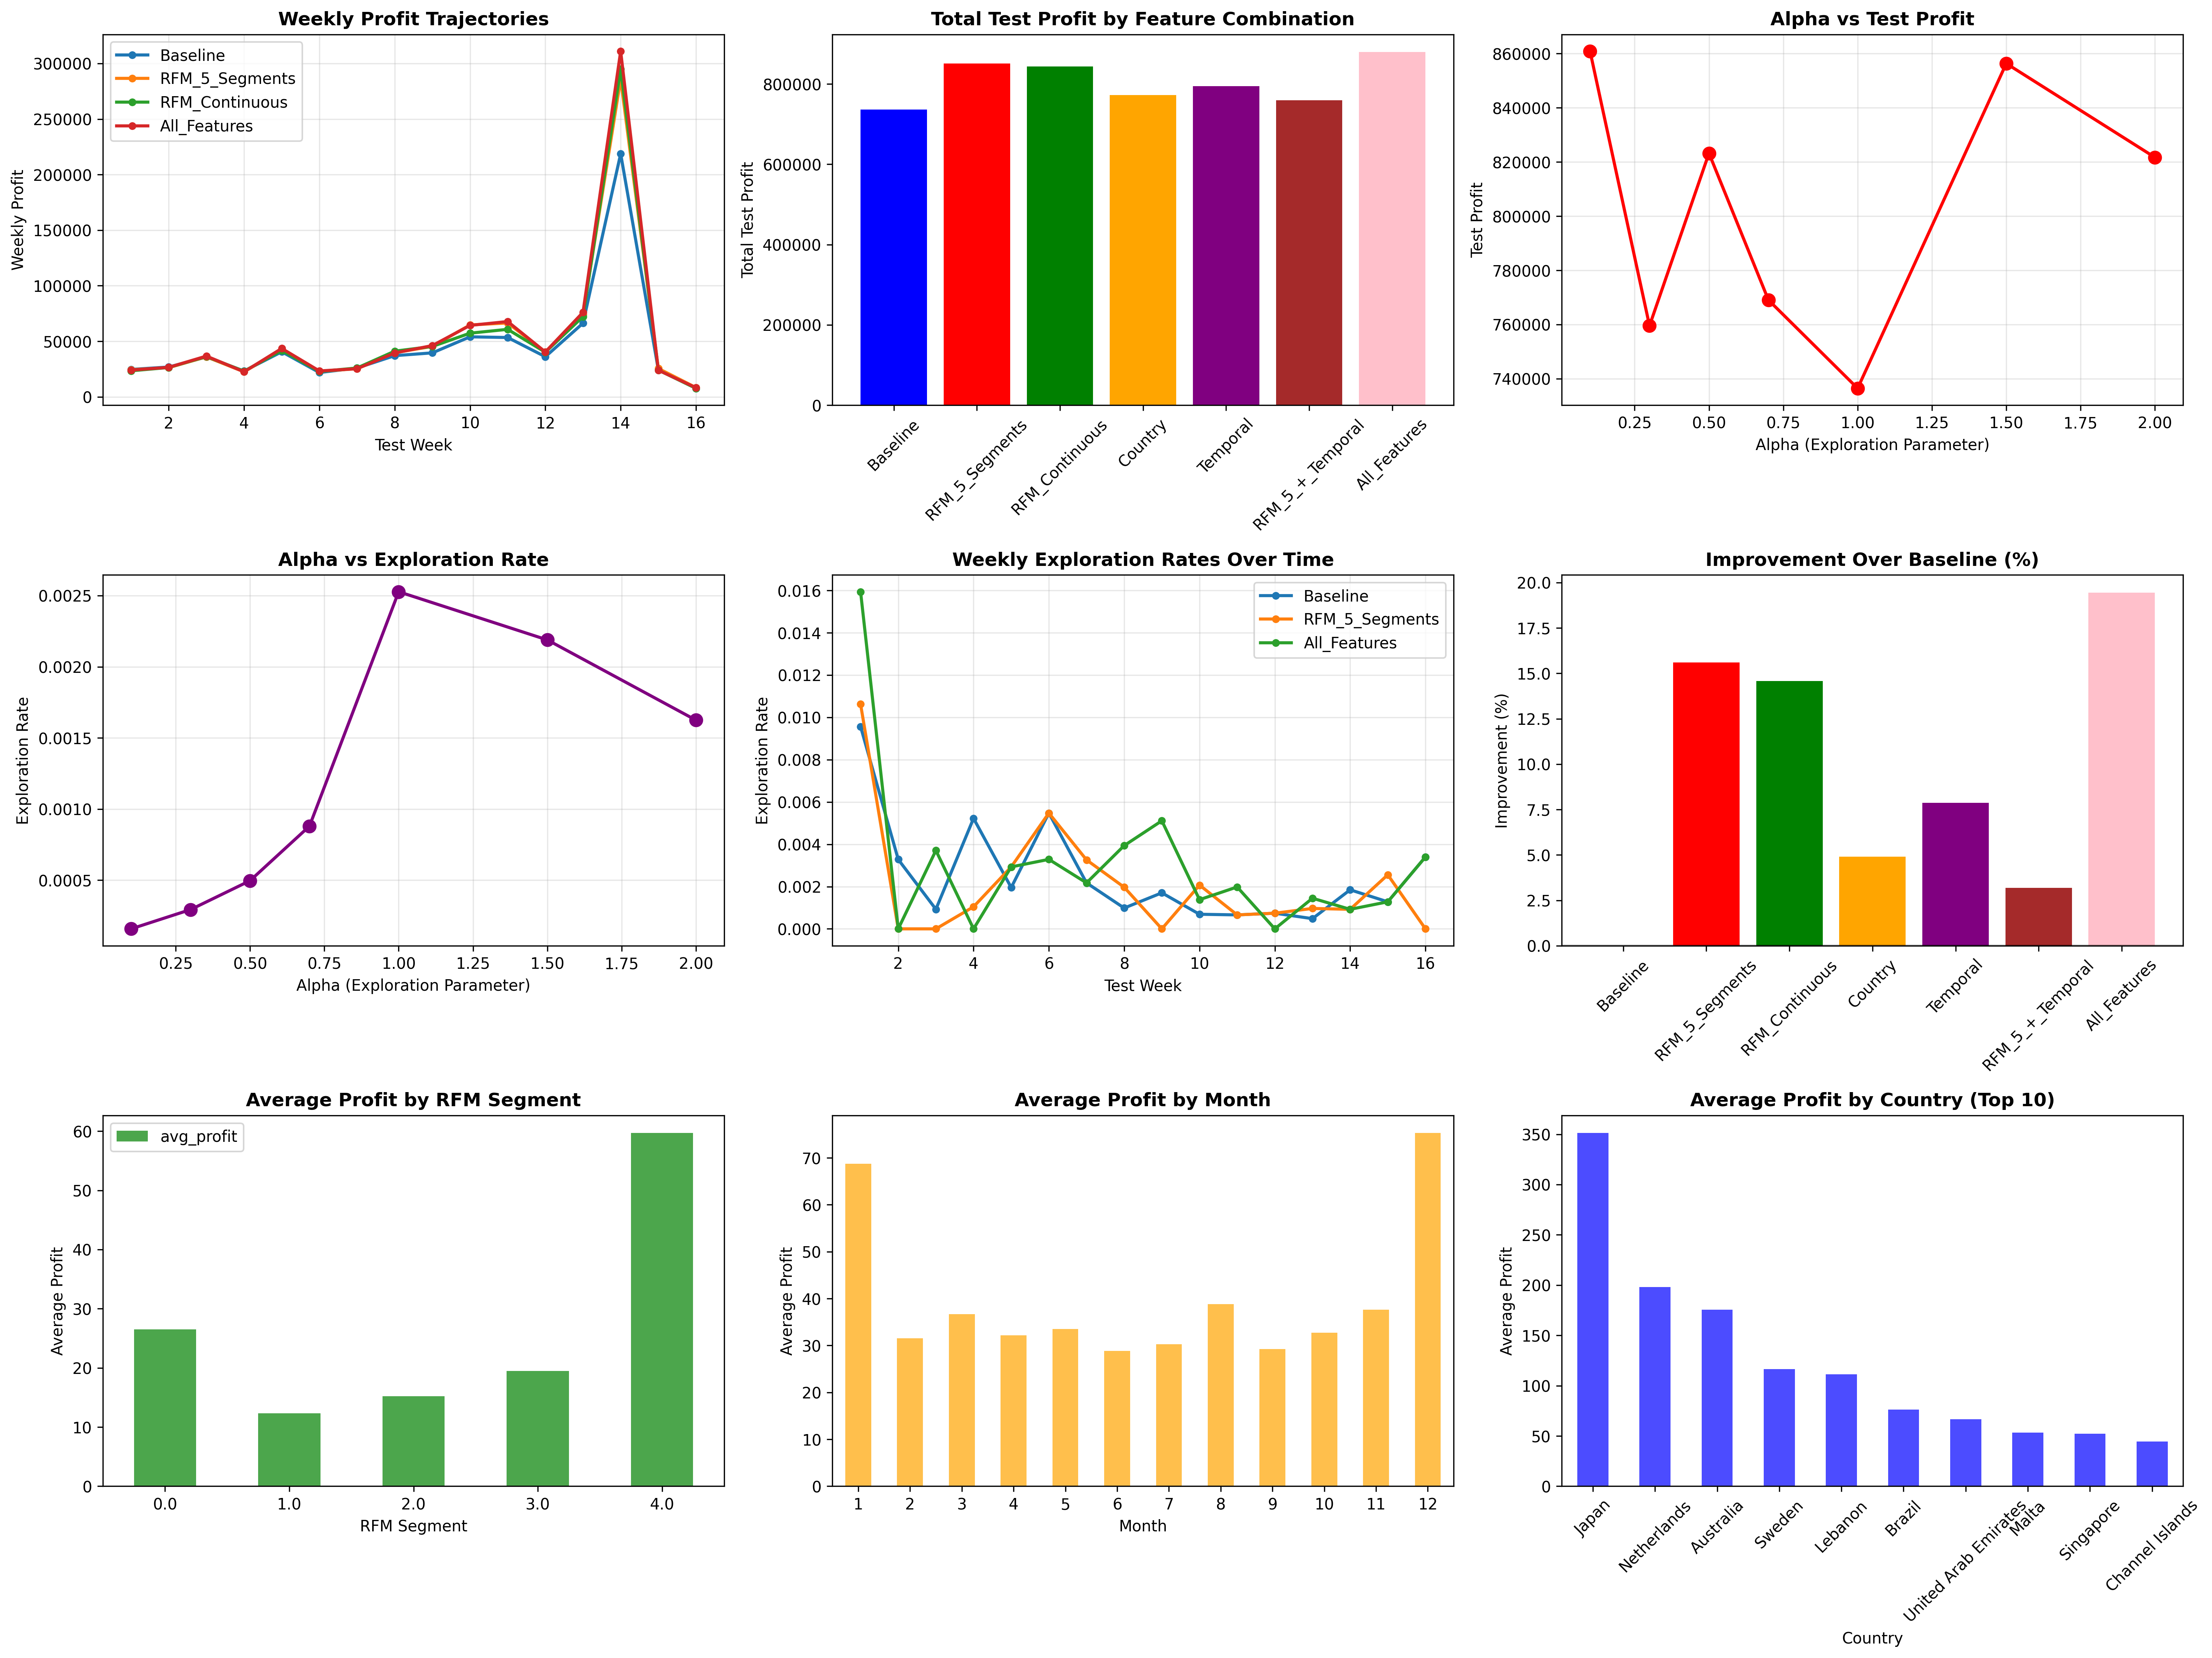 Weekly Profit Trajectories
Weekly Profit
300000
250000
200000
150000
100000
50000
0
Baseline
RFM_5_Segments
RFM_Continuous
All_Features
2 4 6 8 10 12 14 16
Test Week
Total Test Profit by Feature Combination
Total Test Profit
800000
600000
400000
200000
0
Baseline
RFM_5_Segments
RFM_Continuous
Country
Temporal
RFM_5_+_Temporal
All_Features
Alpha vs Test Profit
Test Profit
860000
840000
820000
800000
780000
760000
740000
0.25 0.50 0.75 1.00 1.25 1.50 1.75 2.00
Alpha (Exploration Parameter)
Alpha vs Exploration Rate
Exploration Rate
0.0025
0.0020
0.0015
0.0010
0.0005
0.25 0.50 0.75 1.00 1.25 1.50 1.75 2.00
Alpha (Exploration Parameter)
Weekly Exploration Rates Over Time
Exploration Rate
0.016
0.014
0.012
0.010
0.008
0.006
0.004
0.002
0.000
Baseline
RFM_5_Segments
All_Features
2 4 6 8 10 12 14 16
Test Week
Improvement Over Baseline (%)
Improvement (%)
20.0
17.5
15.0
12.5
10.0
7.5
5.0
2.5
0.0
Baseline
RFM_5_Segments
RFM_Continuous
Country
Temporal
RFM_5_+_Temporal
All_Features
Average Profit by RFM Segment
Average Profit
60
50
40
30
20
10
0
avg_profit
0.0 1.0 2.0 3.0 4.0
RFM Segment
Average Profit by Month
Average Profit
70
60
50
40
30
20
10
0
1 2 3 4 5 6 7 8 9 10 11 12
Month
Average Profit by Country (Top 10)
Average Profit
350
300
250
200
150
100
50
0
Japan
Netherlands
Australia
Sweden
Lebanon
Brazil
United Arab Emirates
Malta
Singapore
Channel Islands
Country